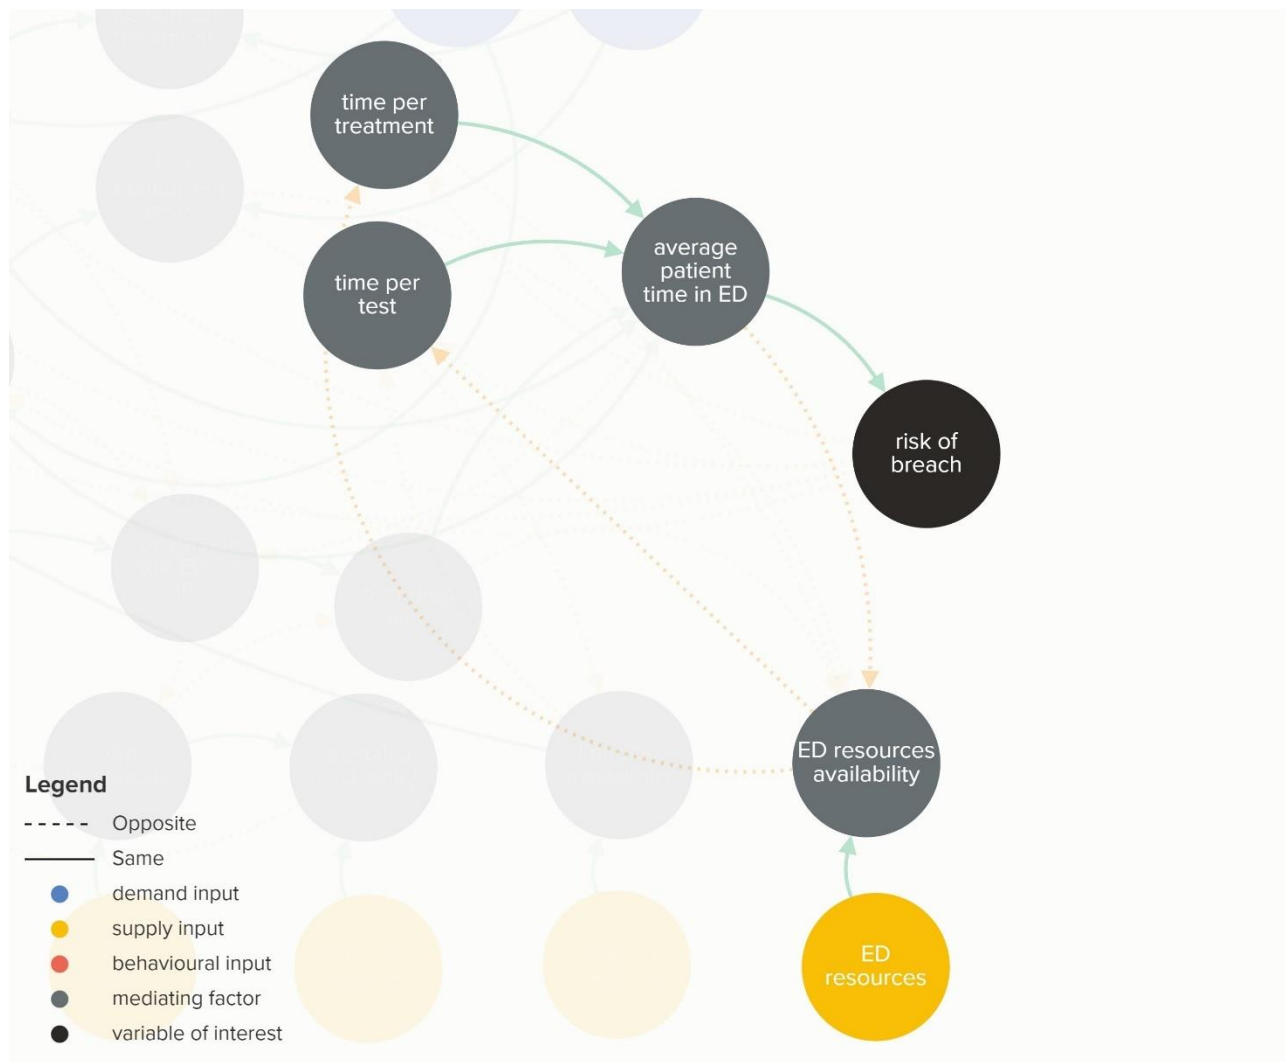 time per
treatment
time per
test
average
patient
time in ED
risk of
breach
ED resources
availability
ED
resources
Legend
Opposite
Same
demand input
supply input
behavioural input
mediating factor
variable of interest